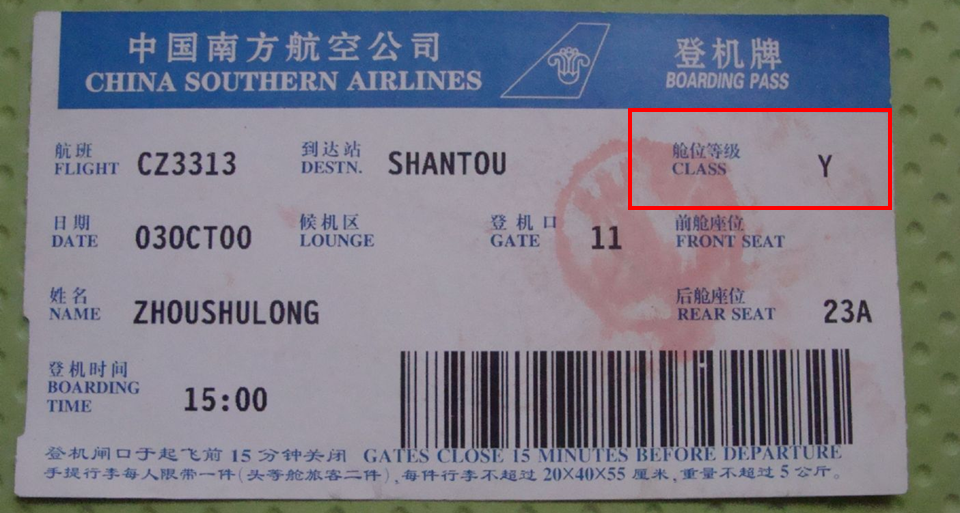 中国南方航空公司 登机牌
CHINA SOUTHERN AIRLINES BOARDING PASS
航班 到达站 舱位等级
FLIGHT CZ3313 DESTN. SHANTOU CLASS Y
日期 候机区 登机口 前舱座位
DATE 03OCT00 LOUNGE GATE 11 FRONT SEAT
姓名 后舱座位
NAME ZHOUSHULONG REAR SEAT 23A
登机时间
BOARDING
TIME 15:00
登机闸口于起飞前 15 分钟关闭 GATES CLOSE 15 MINUTES BEFORE DEPARTURE
手提行李每人限带一件(头等舱旅客二件),每件行李不超过 20×40×55 厘米,重量不超过 5 公斤。